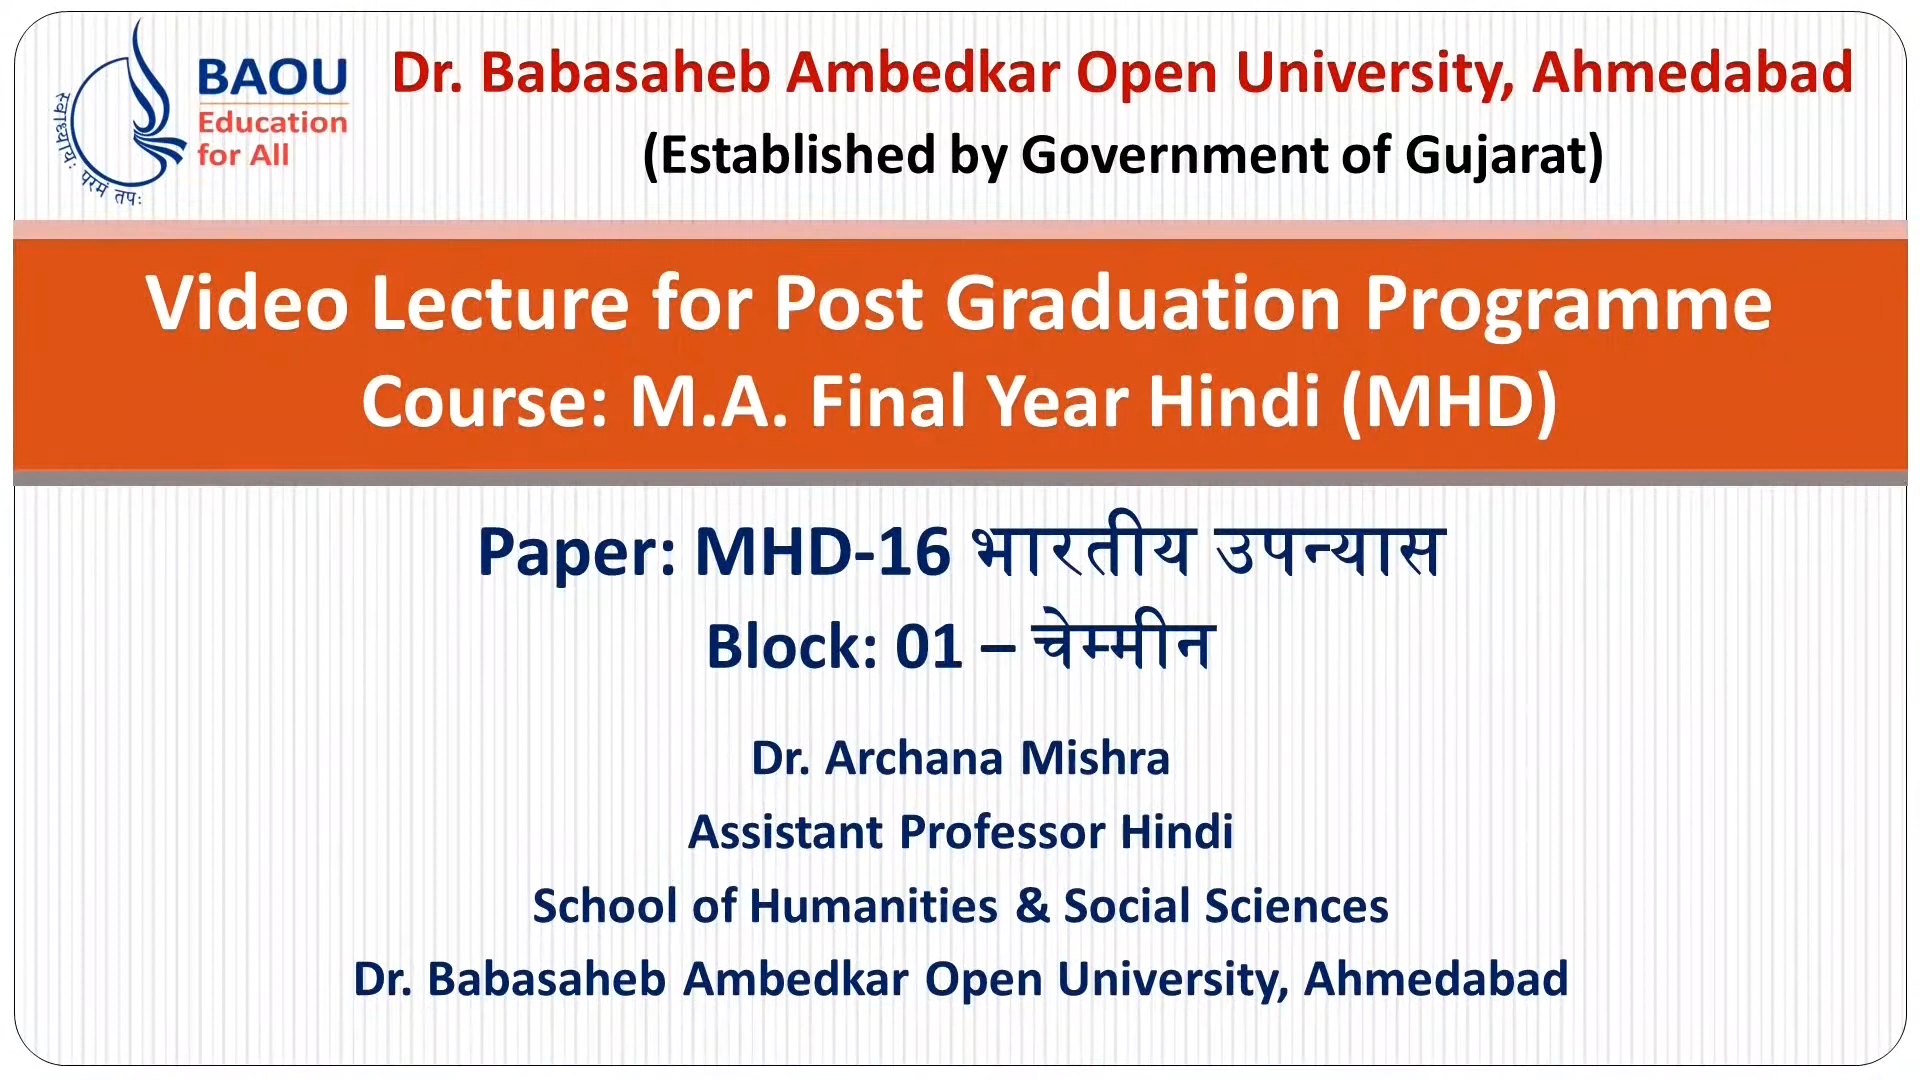 BAOU
Education
for All
स्वाध्यायः परमं तपः
Dr. Babasaheb Ambedkar Open University, Ahmedabad
(Established by Government of Gujarat)
Video Lecture for Post Graduation Programme
Course: M.A. Final Year Hindi (MHD)
Paper: MHD-16 भारतीय उपन्यास
Block: 01 – चेम्मीन
Dr. Archana Mishra
Assistant Professor Hindi
School of Humanities & Social Sciences
Dr. Babasaheb Ambedkar Open University, Ahmedabad